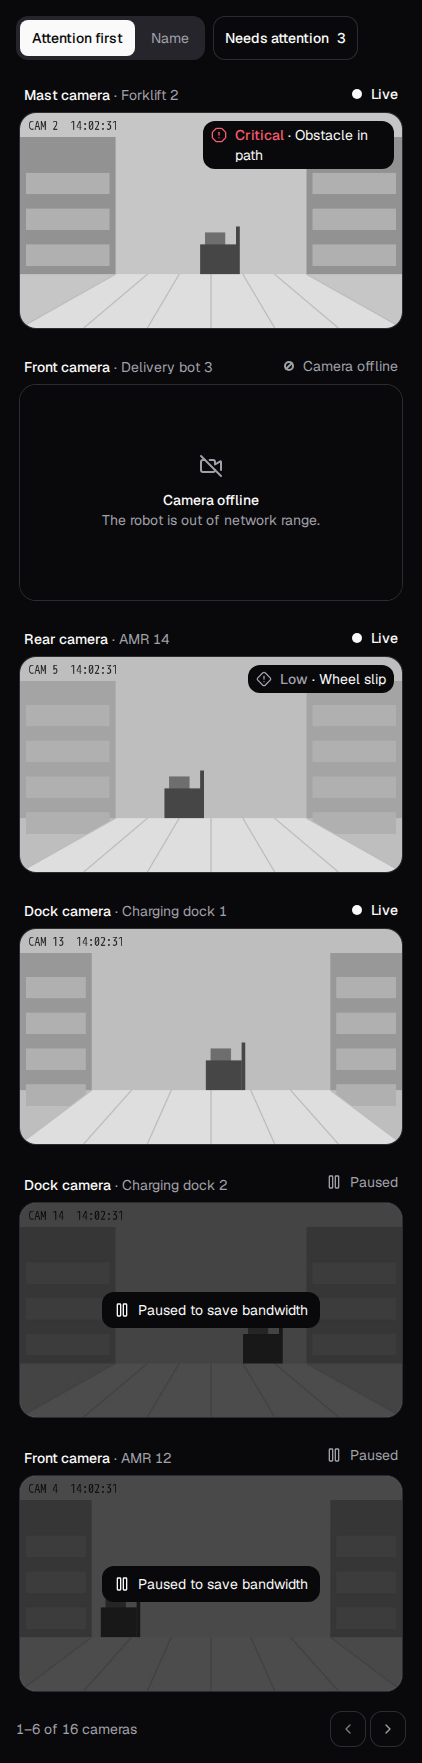 Attention first Name Needs attention 3
Mast camera · Forklift 2 Live
CAM 2 14:02:31
Critical · Obstacle in
path
Front camera · Delivery bot 3 Camera offline
Camera offline
The robot is out of network range.
Rear camera · AMR 14 Live
CAM 5 14:02:31
Low · Wheel slip
Dock camera · Charging dock 1 Live
CAM 13 14:02:31
Dock camera · Charging dock 2 Paused
CAM 14 14:02:31
Paused to save bandwidth
Front camera · AMR 12 Paused
CAM 4 14:02:31
Paused to save bandwidth
1–6 of 16 cameras